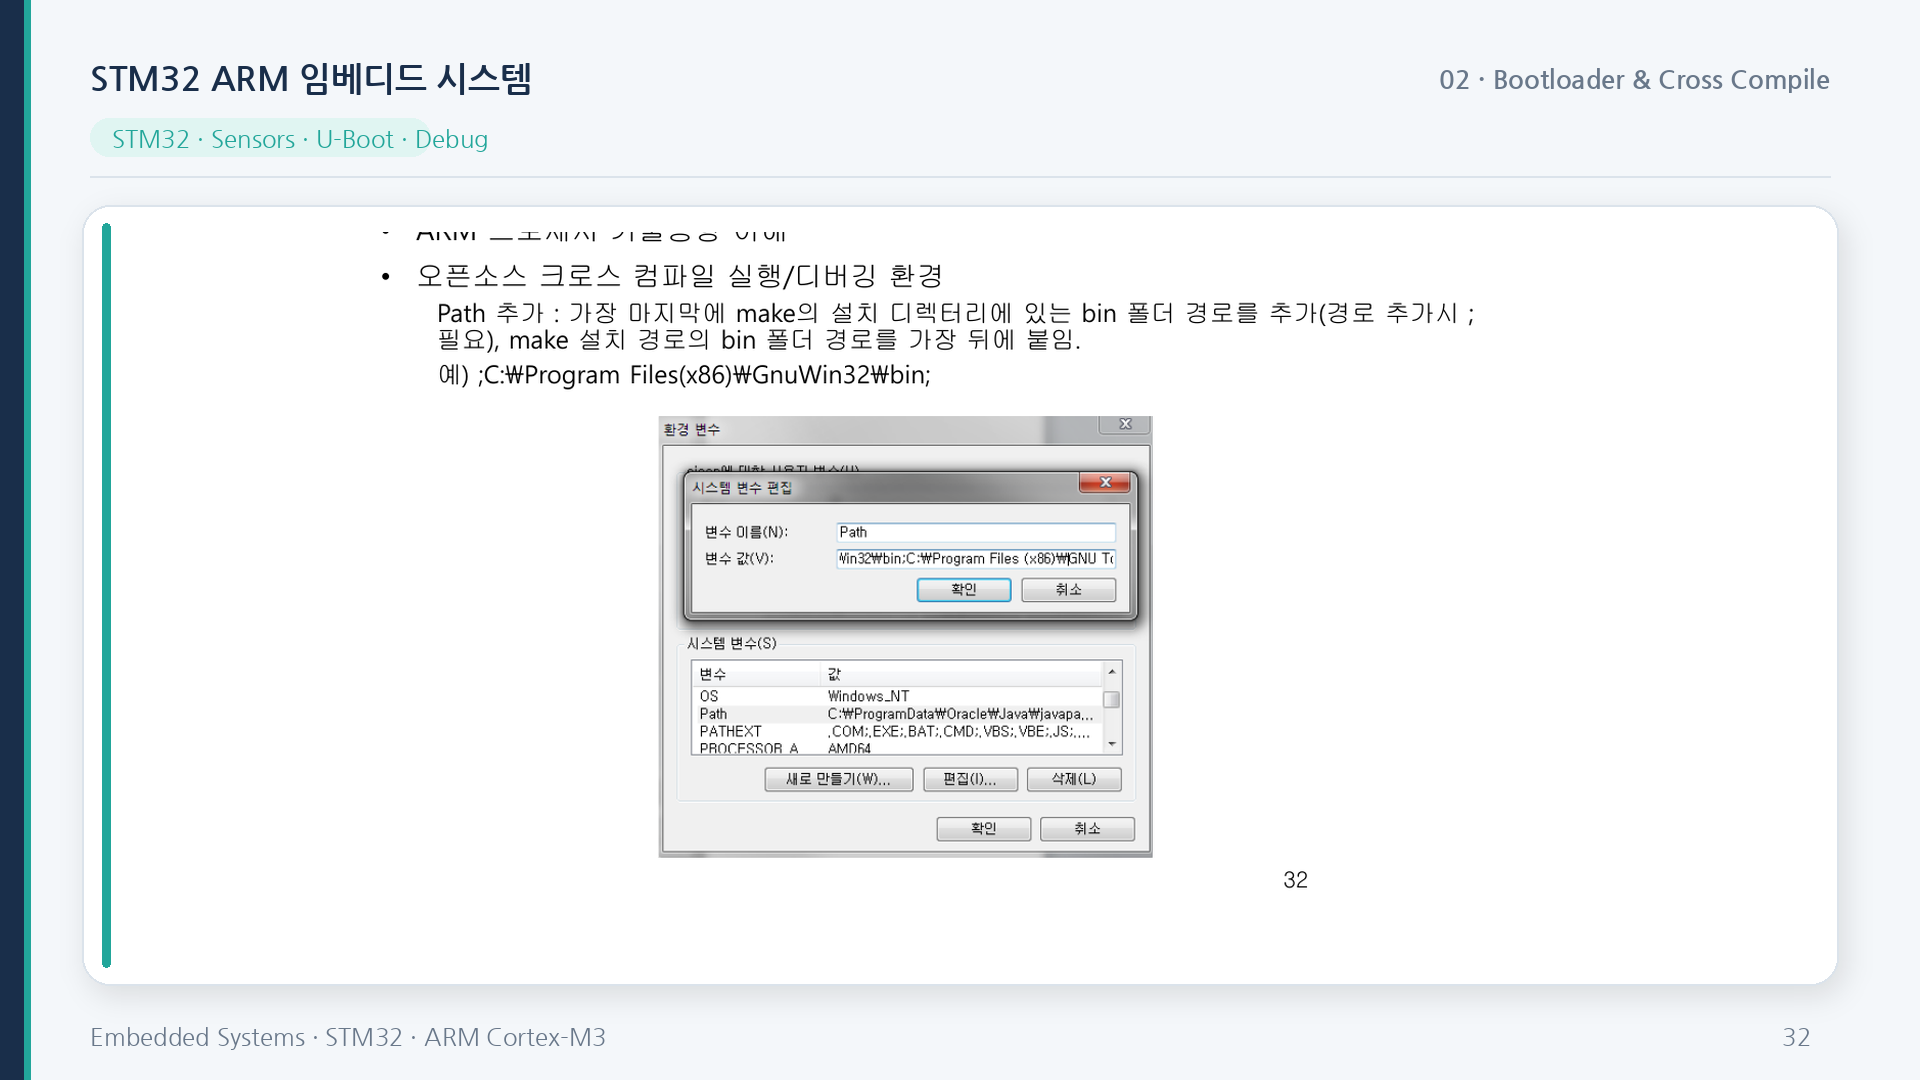 STM32 ARM 임베디드 시스템
02 · Bootloader & Cross Compile
STM32 · Sensors · U-Boot · Debug
• 오픈소스 크로스 컴파일 실행/디버깅 환경
Path 추가 : 가장 마지막에 make의 설치 디렉터리에 있는 bin 폴더 경로를 추가(경로 추가시 ;
필요), make 설치 경로의 bin 폴더 경로를 가장 뒤에 붙임.
예) ;C:₩Program Files(x86)₩GnuWin32₩bin;
환경 변수
시스템 변수 편집
변수 이름(N): Path
변수 값(V): Win32₩bin;C:₩Program Files (x86)₩GNU
확인 취소
시스템 변수(S)
변수 값
OS Windows_NT
Path C:₩ProgramData₩Oracle₩Java₩javapa...
PATHEXT .COM;.EXE;.BAT;.CMD;.VBS;.VBE;.JS;....
PROCESSOR_A AMD64
새로 만들기(W)... 편집(I)... 삭제(L)
확인 취소
32
Embedded Systems · STM32 · ARM Cortex-M3
32